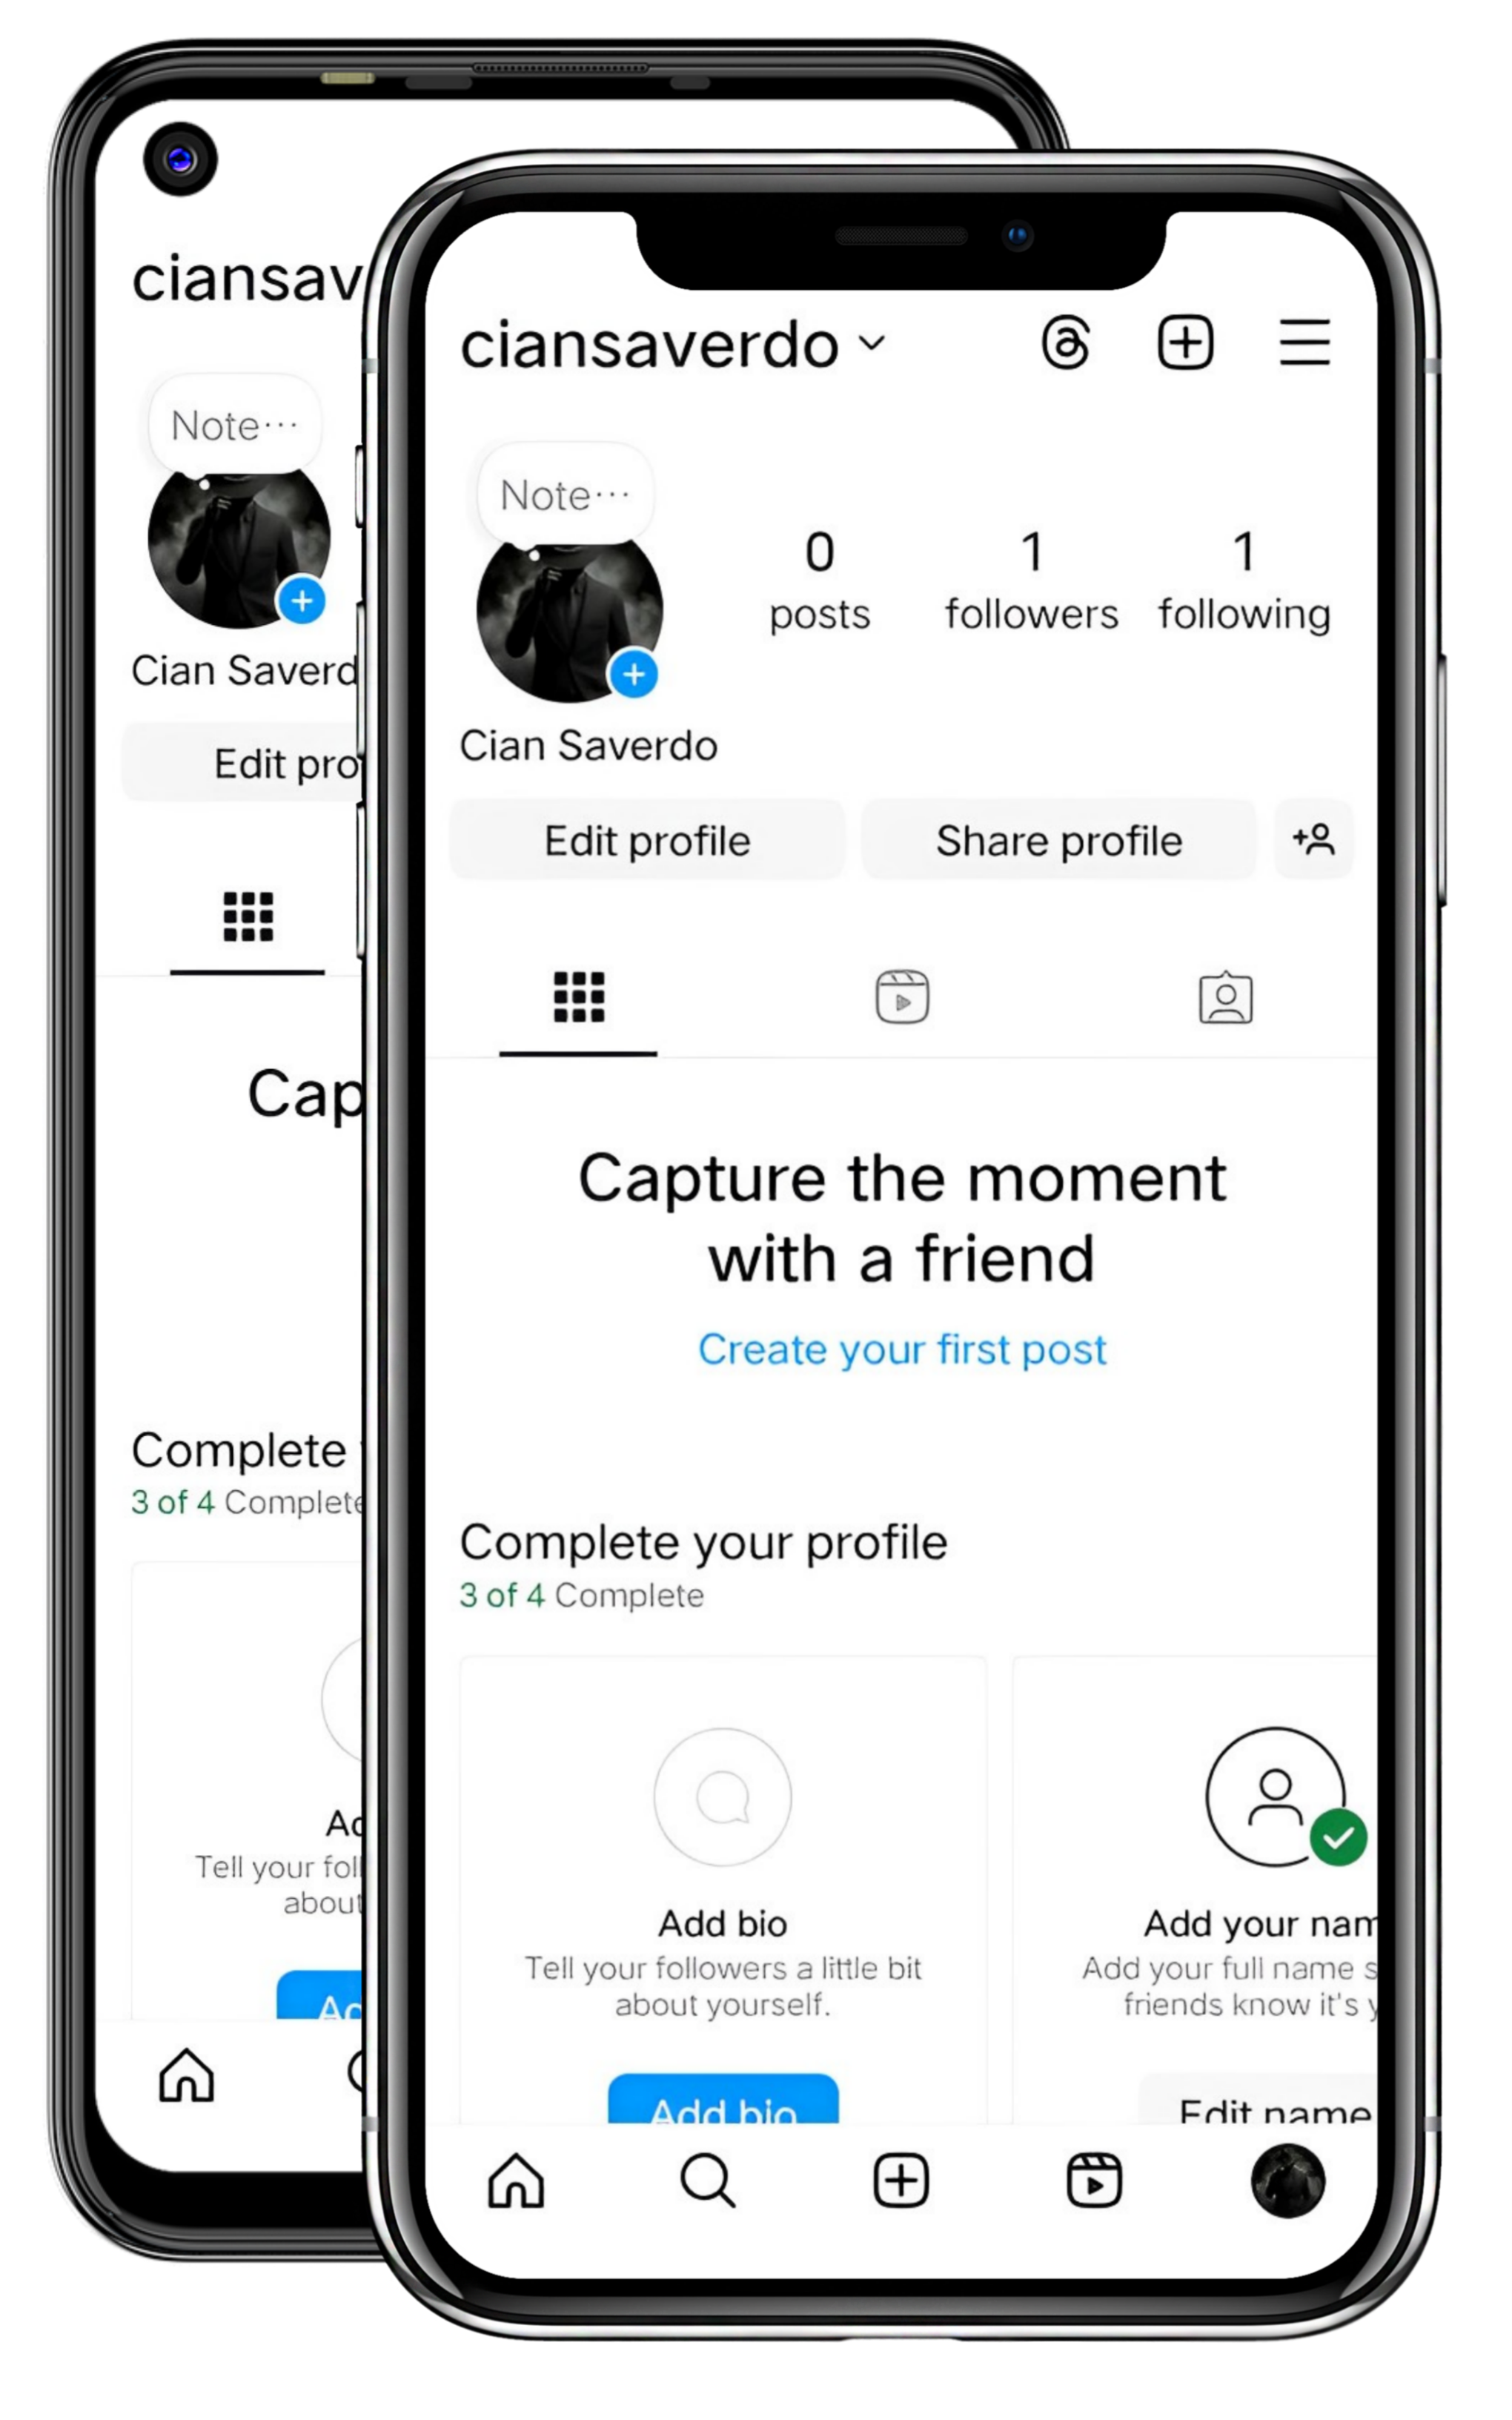 ciansav
Note...
Cian Saverd
Edit pro
Cap
Complete
3 of 4 Complete
Tell your foll
about
ciansaverdo
Note...
0
posts
1
followers
1
following
Cian Saverdo
Edit profile
Share profile
Capture the moment
with a friend
Create your first post
Complete your profile
3 of 4 Complete
Add bio
Tell your followers a little bit
about yourself.
Add bio
Add your nam
Add your full name s
friends know it's y
Edit name